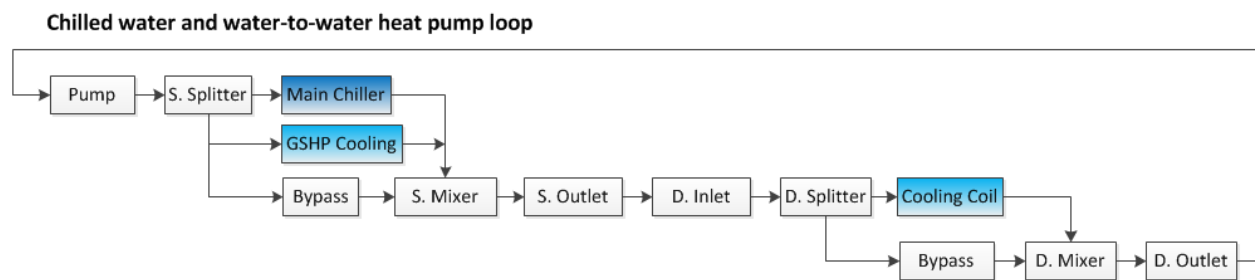 Chilled water and water-to-water heat pump loop
Pump
S. Splitter
Main Chiller
GSHP Cooling
Bypass
S. Mixer
S. Outlet
D. Inlet
D. Splitter
Cooling Coil
Bypass
D. Mixer
D. Outlet